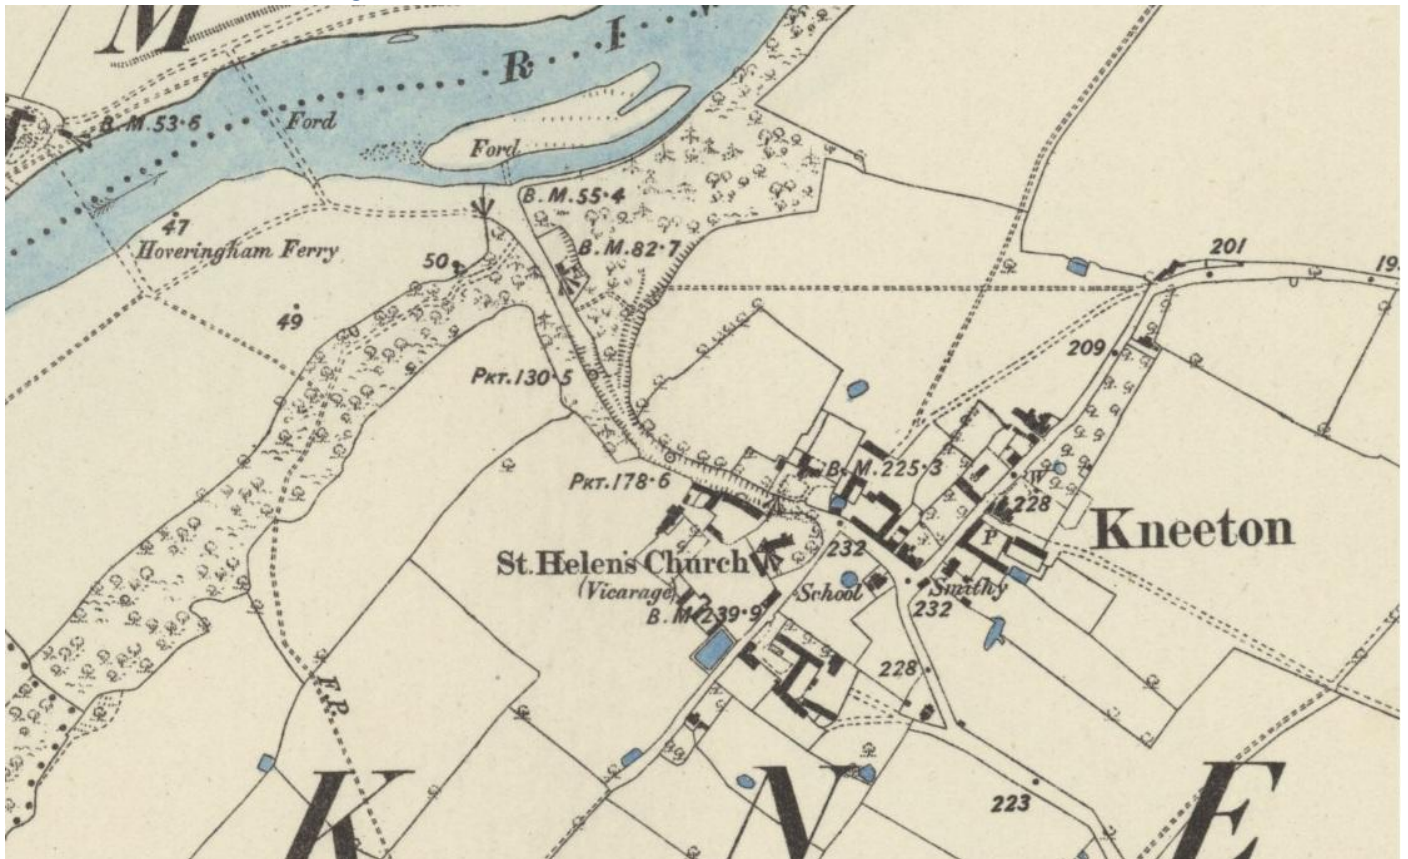 M
R I
B.M.53·6
Ford
Ford
B.M.55·4
47
Hoveringham Ferry
B.M.82·7
50
201
19
49
209
PKT.130·5
B.M.225·3
PKT.178·6
W
228
Kneeton
P
232
St. Helen's Church
(Vicarage)
School
Smithy
B.M.239·9
232
228
F.P.
K N E
223